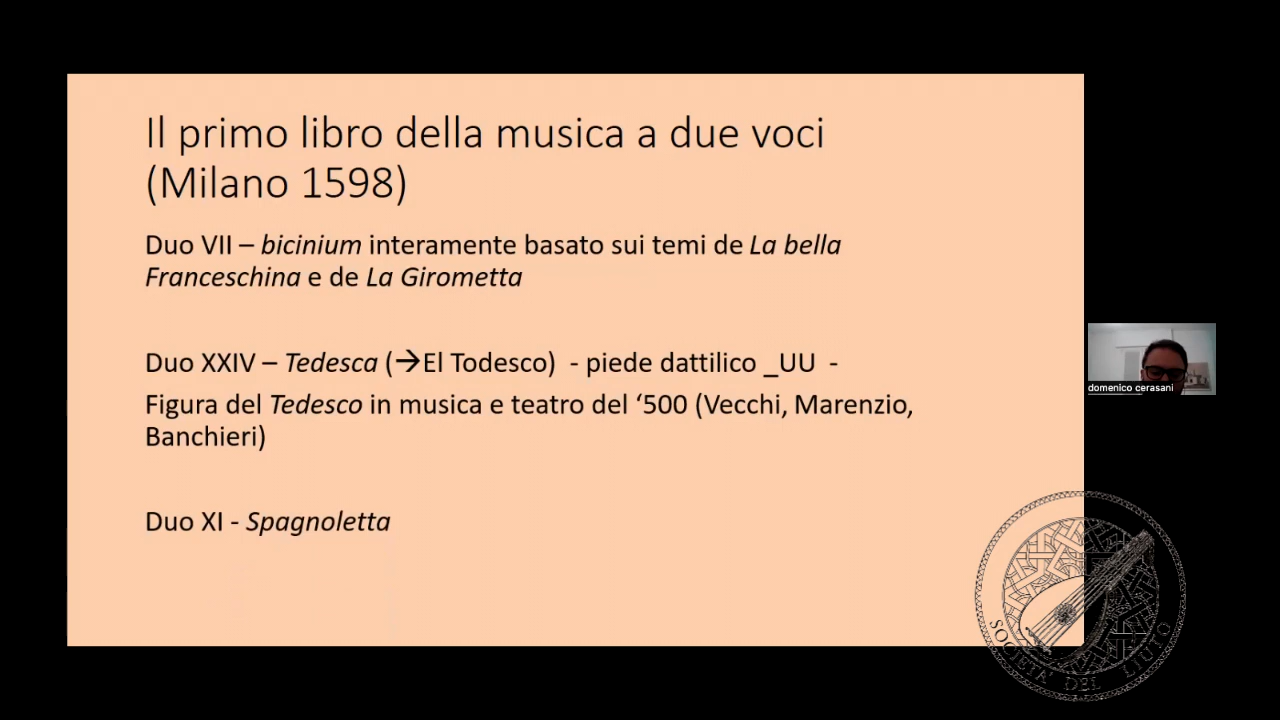 Il primo libro della musica a due voci
(Milano 1598)
Duo VII – bicinium interamente basato sui temi de La bella
Franceschina e de La Girometta
Duo XXIV – Tedesca (→El Todesco) - piede dattilico _UU -
Figura del Tedesco in musica e teatro del ‘500 (Vecchi, Marenzio,
Banchieri)
Duo XI - Spagnoletta
domenico cerasani
SOCIETA' DEL LIUTO